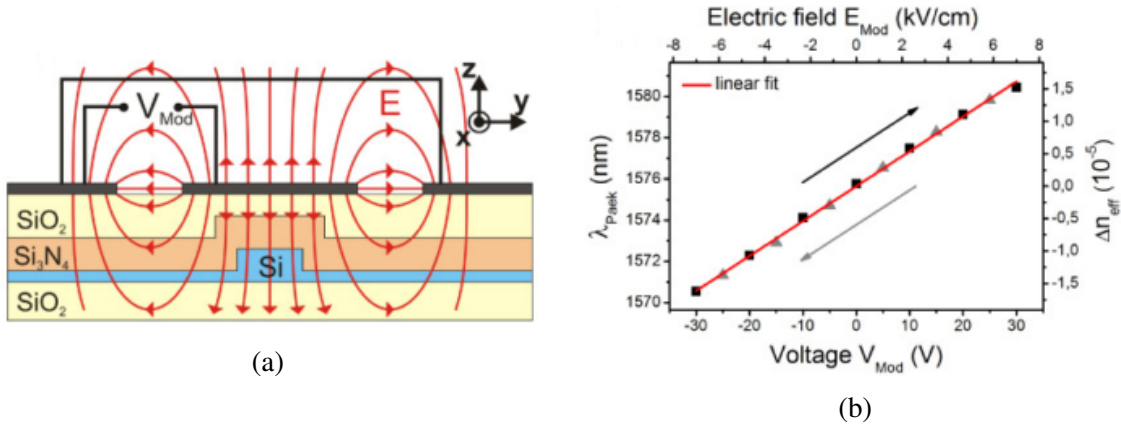 V Mod
E
z
y
x
SiO2
Si3N4
Si
SiO2
(a)
Electric field E Mod (kV/cm)
-8 -6 -4 -2 0 2 4 6 8
linear fit
1580
1578
1576
1574
1572
1570
λ Paek (nm)
1,5
1,0
0,5
0,0
-0,5
-1,0
-1,5
Δn eff (10^-5)
-30 -20 -10 0 10 20 30
Voltage V Mod (V)
(b)